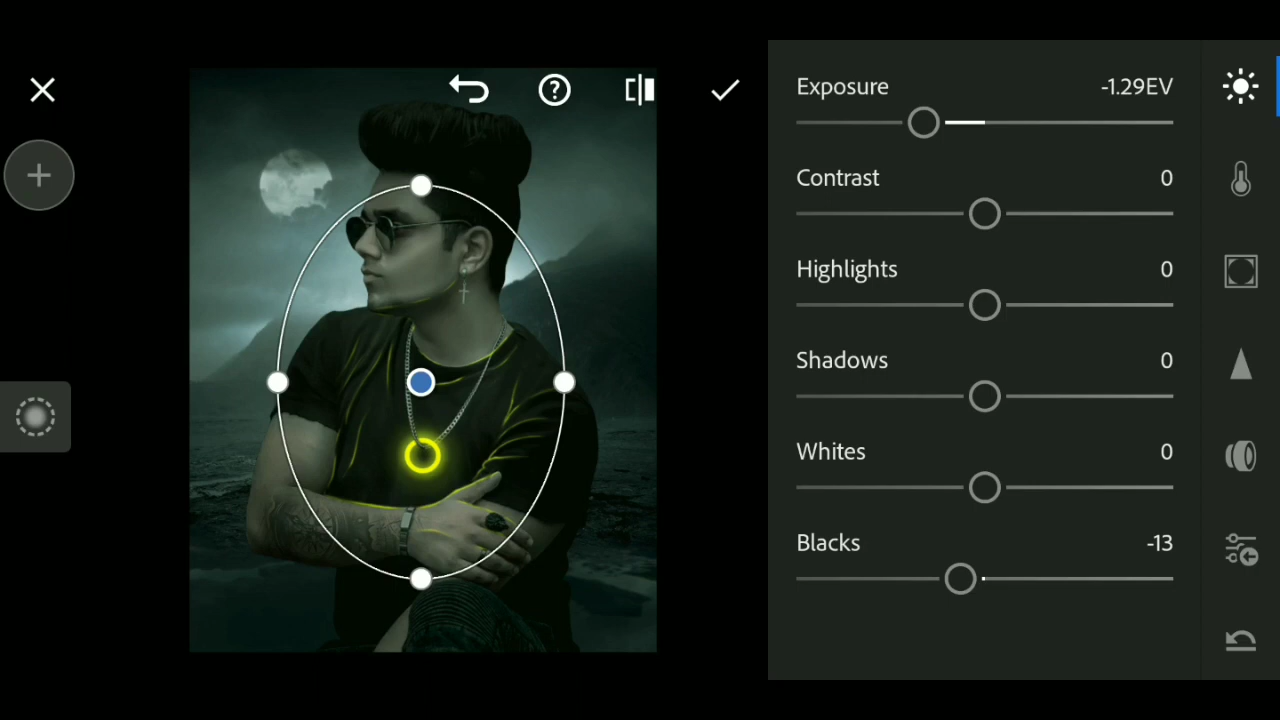 Exposure -1.29EV
Contrast 0
Highlights 0
Shadows 0
Whites 0
Blacks -13